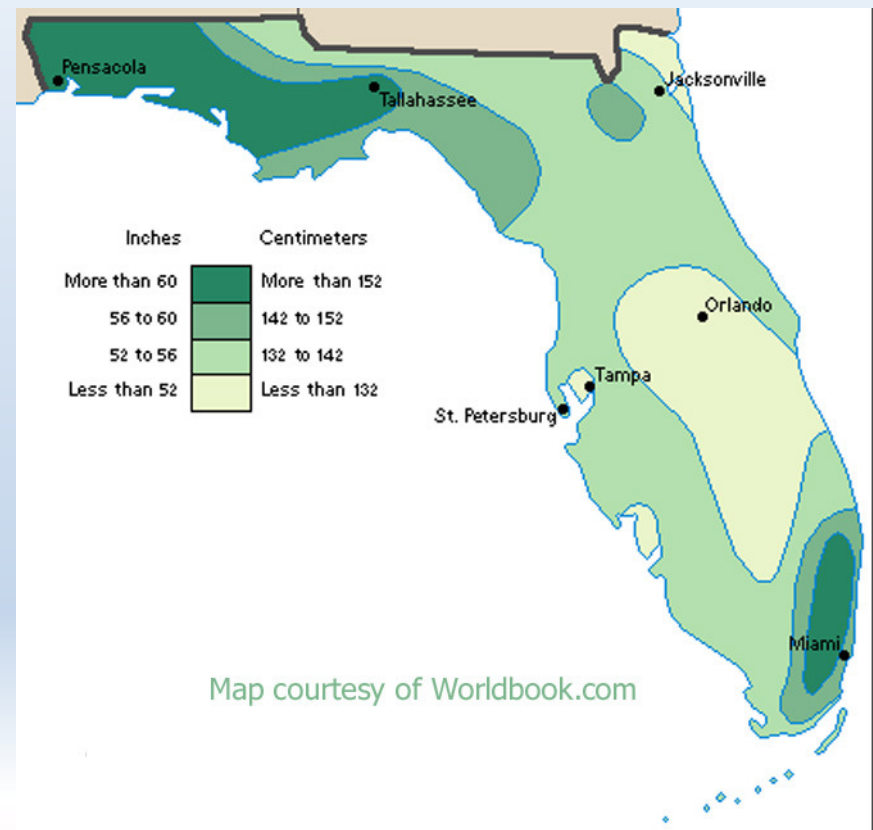 Pensacola
Tallahassee
Jacksonville
Inches Centimeters
More than 60 More than 152
56 to 60 142 to 152
52 to 56 132 to 142
Less than 52 Less than 132
Orlando
Tampa
St. Petersburg
Miami
Map courtesy of Worldbook.com